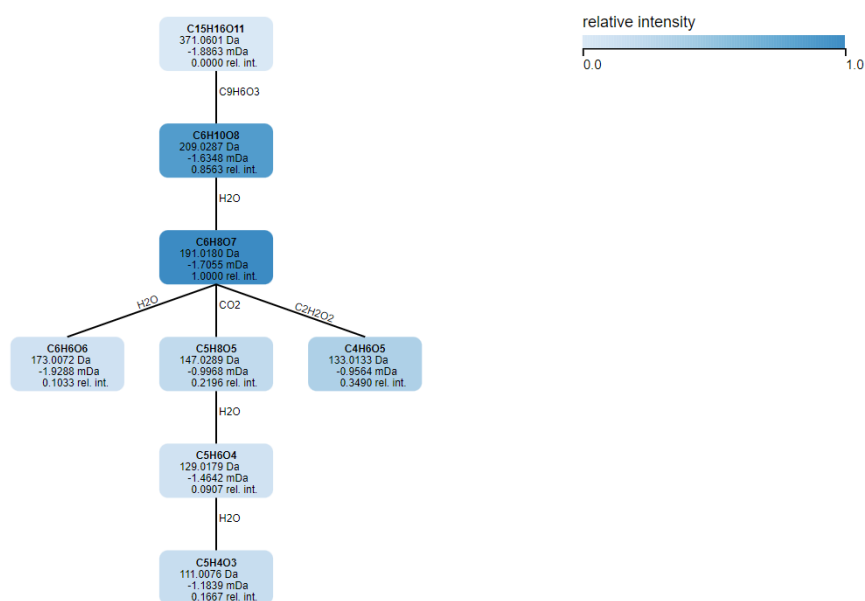 C15H16O11
371.0601 Da
-1.8863 mDa
0.0000 rel. int.
relative intensity
0.0
1.0
C9H6O3
C6H10O8
209.0287 Da
-1.6348 mDa
0.8563 rel. int.
H2O
C6H8O7
191.0180 Da
-1.7055 mDa
1.0000 rel. int.
H2O
CO2
C2H2O2
C6H6O6
173.0072 Da
-1.9288 mDa
0.1033 rel. int.
C5H8O5
147.0289 Da
-0.9968 mDa
0.2196 rel. int.
C4H6O5
133.0133 Da
-0.9564 mDa
0.3490 rel. int.
H2O
C5H6O4
129.0179 Da
-1.4642 mDa
0.0907 rel. int.
H2O
C5H4O3
111.0076 Da
-1.1839 mDa
0.1667 rel. int.